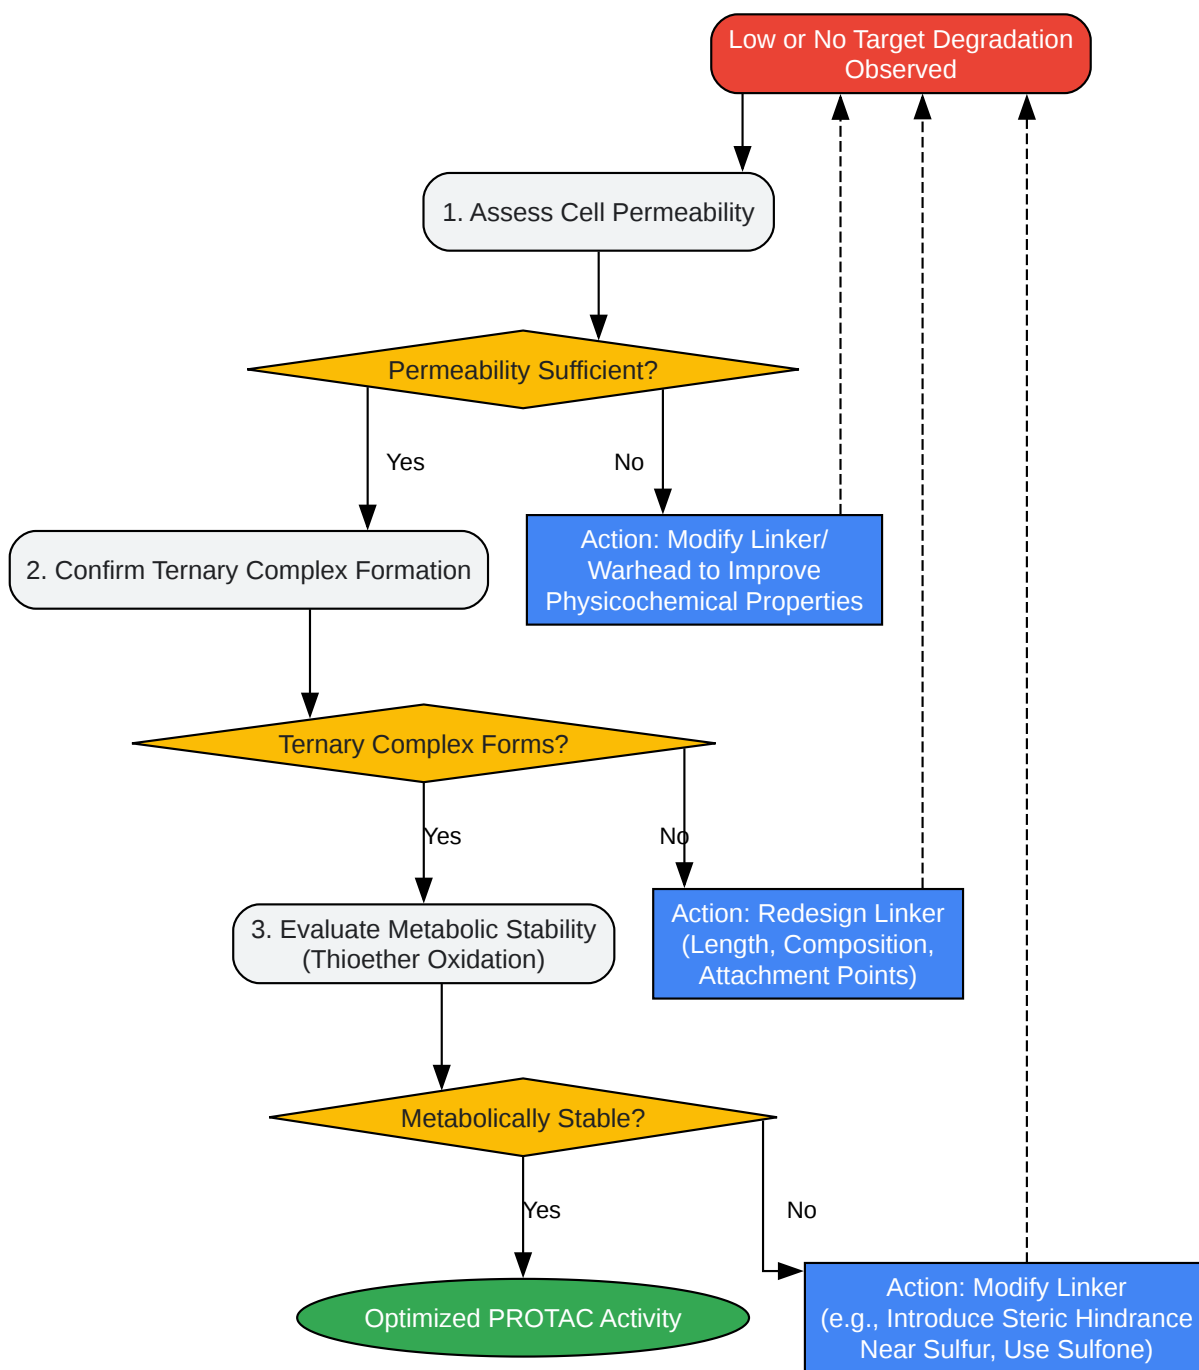 Low or No Target Degradation
Observed
1. Assess Cell Permeability
Permeability Sufficient?
Yes
No
2. Confirm Ternary Complex Formation
Action: Modify Linker/
Warhead to Improve
Physicochemical Properties
Ternary Complex Forms?
Yes
No
3. Evaluate Metabolic Stability
(Thioether Oxidation)
Action: Redesign Linker
(Length, Composition,
Attachment Points)
Metabolically Stable?
Yes
No
Optimized PROTAC Activity
Action: Modify Linker
(e.g., Introduce Steric Hindrance
Near Sulfur, Use Sulfone)